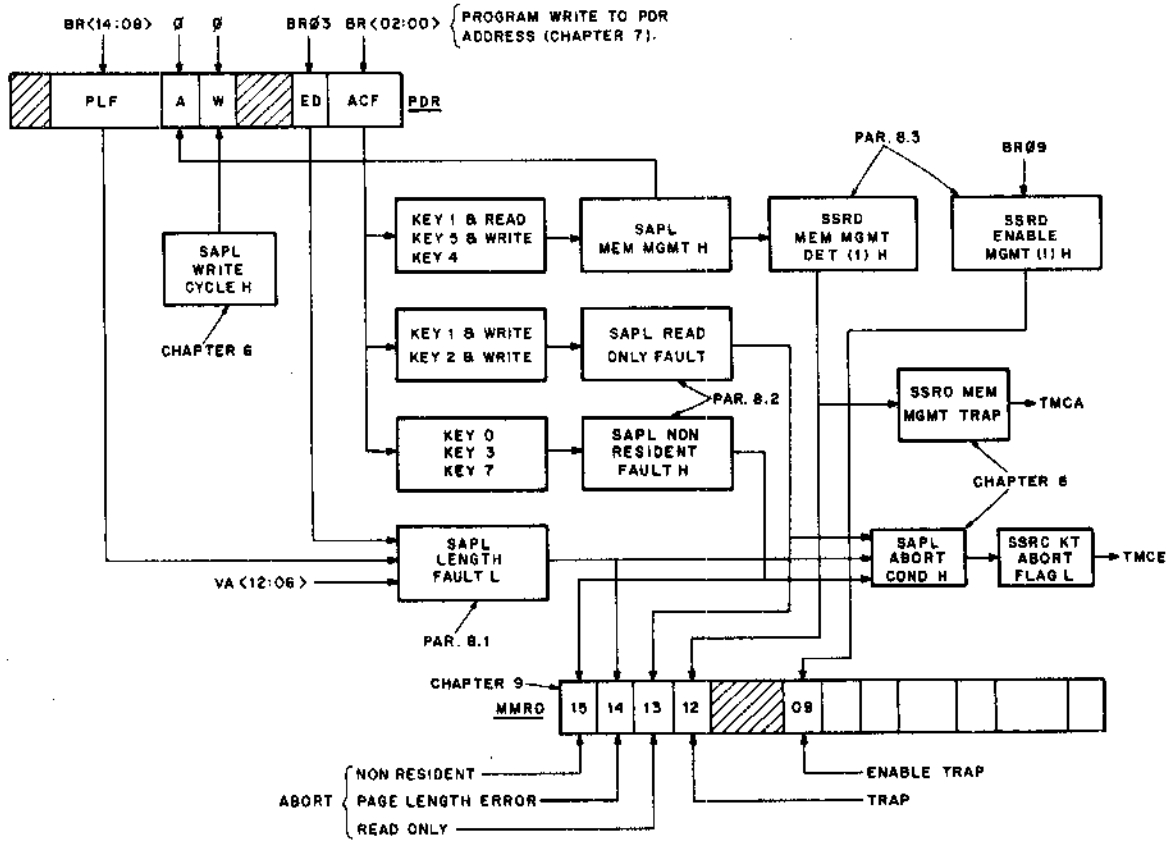 BR<14:08> Ø Ø BRØ3 BR<02:00> { PROGRAM WRITE TO PDR
ADDRESS (CHAPTER 7).
PLF A W ED ACF PDR
PAR. 8.3
BRØ9
SAPL
WRITE
CYCLE H
CHAPTER 6
KEY 1 & READ
KEY 5 & WRITE
KEY 4
SAPL
MEM MGMT H
SSRD
MEM MGMT
DET (1) H
SSRD
ENABLE
MGMT (1) H
KEY 1 & WRITE
KEY 2 & WRITE
SAPL READ
ONLY FAULT
PAR. 8.2
SSRD MEM
MGMT TRAP
TMCA
KEY 0
KEY 3
KEY 7
SAPL NON
RESIDENT
FAULT H
CHAPTER 6
SAPL
LENGTH
FAULT L
VA <12:06>
PAR. 8.1
SAPL
ABORT
COND H
SSRC KT
ABORT
FLAG L
TMCE
CHAPTER 9
MMRO 15 14 13 12 09
ABORT { NON RESIDENT
PAGE LENGTH ERROR
READ ONLY
ENABLE TRAP
TRAP